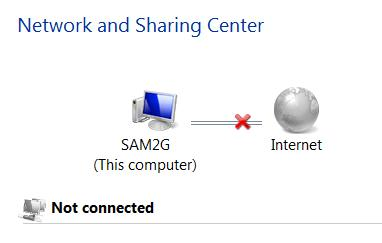 Network and Sharing Center
SAM2G
(This computer)
Internet
Not connected